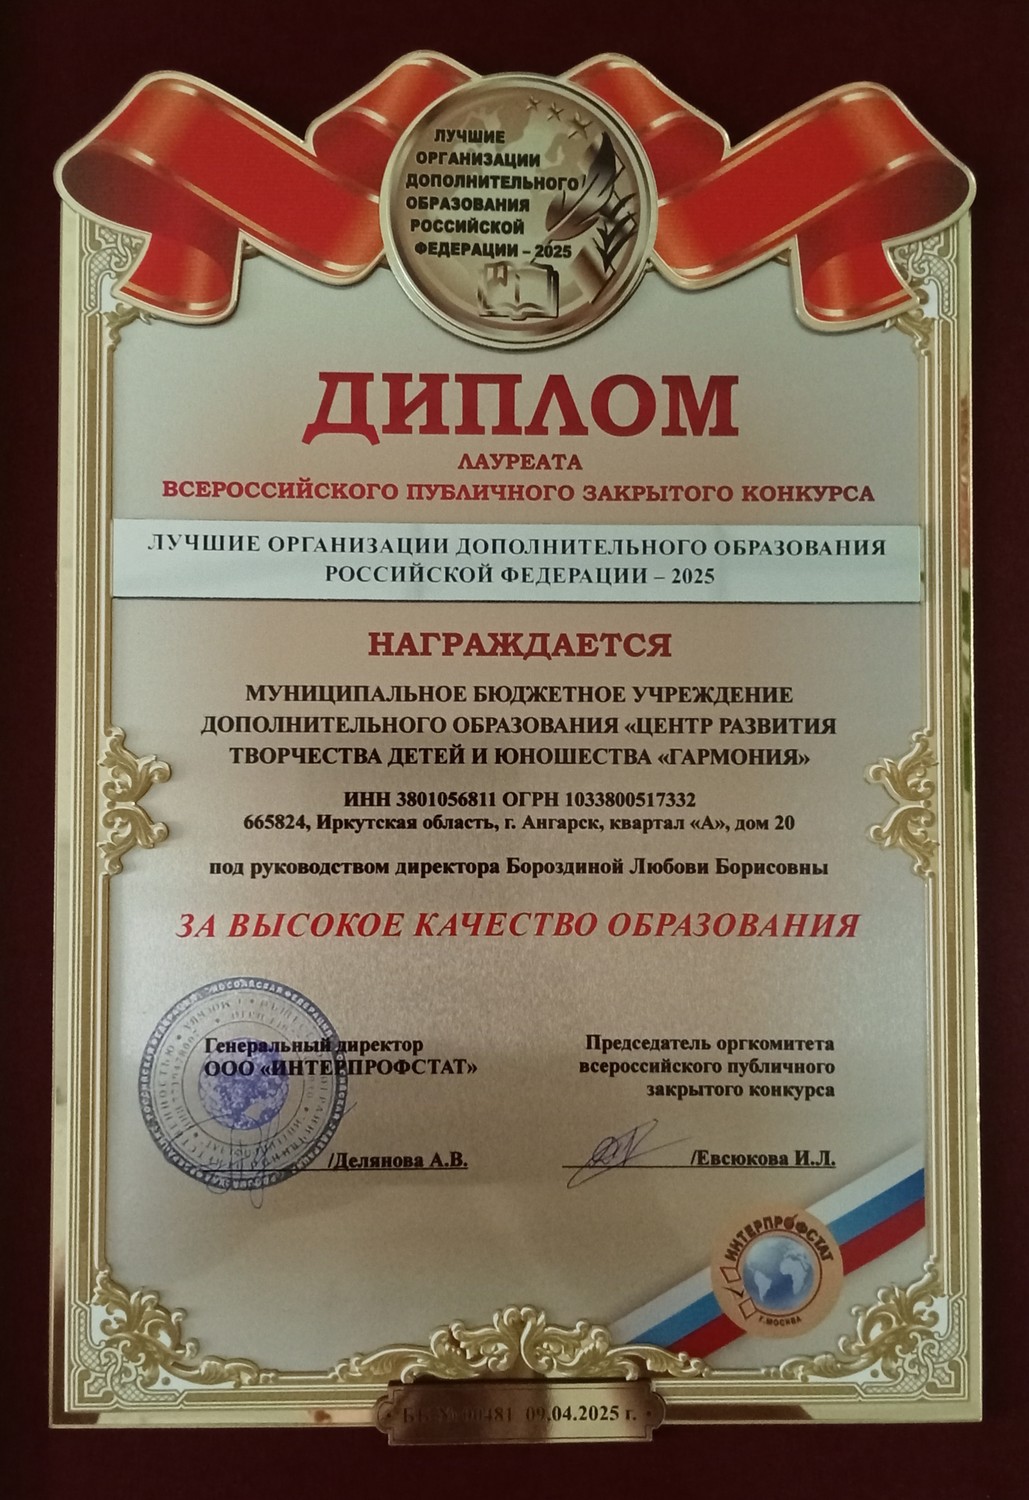 ЛУЧШИЕ
ОРГАНИЗАЦИИ
ДОПОЛНИТЕЛЬНОГО
ОБРАЗОВАНИЯ
РОССИЙСКОЙ
ФЕДЕРАЦИИ – 2025
ДИПЛОМ
ЛАУРЕАТА
ВСЕРОССИЙСКОГО ПУБЛИЧНОГО ЗАКРЫТОГО КОНКУРСА
ЛУЧШИЕ ОРГАНИЗАЦИИ ДОПОЛНИТЕЛЬНОГО ОБРАЗОВАНИЯ
РОССИЙСКОЙ ФЕДЕРАЦИИ – 2025
НАГРАЖДАЕТСЯ
МУНИЦИПАЛЬНОЕ БЮДЖЕТНОЕ УЧРЕЖДЕНИЕ
ДОПОЛНИТЕЛЬНОГО ОБРАЗОВАНИЯ «ЦЕНТР РАЗВИТИЯ
ТВОРЧЕСТВА ДЕТЕЙ И ЮНОШЕСТВА «ГАРМОНИЯ»
ИНН 3801056811 ОГРН 1033800517332
665824, Иркутская область, г. Ангарск, квартал «А», дом 20
под руководством директора Бороздиной Любови Борисовны
ЗА ВЫСОКОЕ КАЧЕСТВО ОБРАЗОВАНИЯ
Генеральный директор
ООО «ИНТЕРПРОФСТАТ»
/Делянова А.В.
Председатель оргкомитета
всероссийского публичного
закрытого конкурса
/Евсюкова И.Л.
ИНТЕРПРОФСТАТ
Г. МОСКВА
09.04.2025 г.